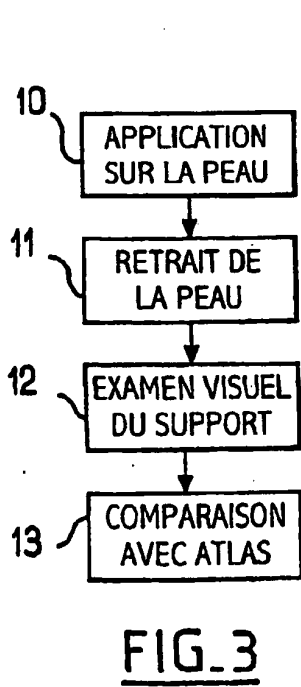 10
APPLICATION
SUR LA PEAU
11
RETRAIT DE
LA PEAU
12
EXAMEN VISUEL
DU SUPPORT
13
COMPARAISON
AVEC ATLAS
FIG_3